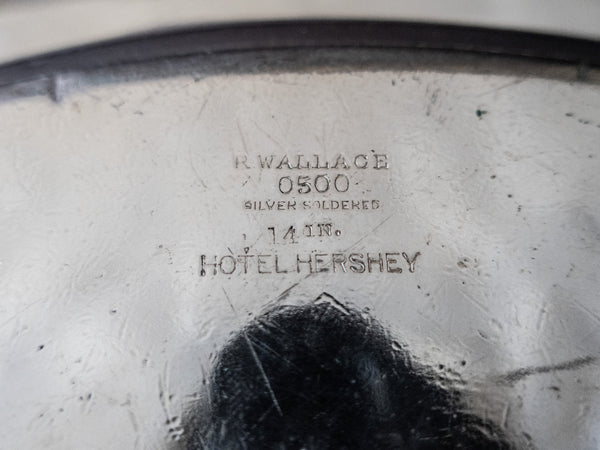 R. WALLACE
0500
SILVER SOLDERED
14 IN.
HOTEL HERSHEY